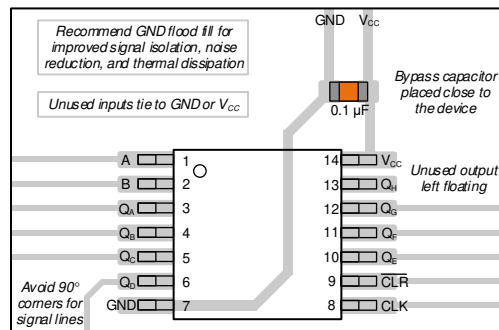 Recommend GND flood fill for
improved signal isolation, noise
reduction, and thermal dissipation
Unused inputs tie to GND or VCC
GND VCC
0.1 µF
Bypass capacitor
placed close to
the device
A 1 14 VCC
B 2 13 QH
QA 3 12 QG
QB 4 11 QF
QC 5 10 QE
QD 6 9 CLR
GND 7 8 CLK
Unused output
left floating
Avoid 90°
corners for
signal lines